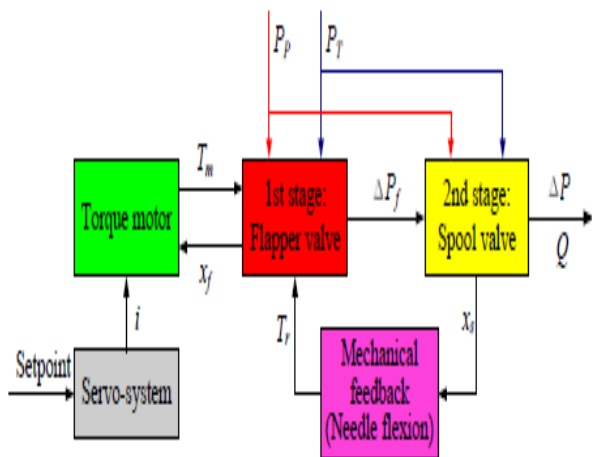 P_P
P_T
T_m
1st stage:
Flapper valve
ΔP_f
2nd stage:
Spool valve
ΔP
Q
Torque motor
x_f
i
T_r
x_s
Setpoint
Servo-system
Mechanical
feedback
(Needle flexion)